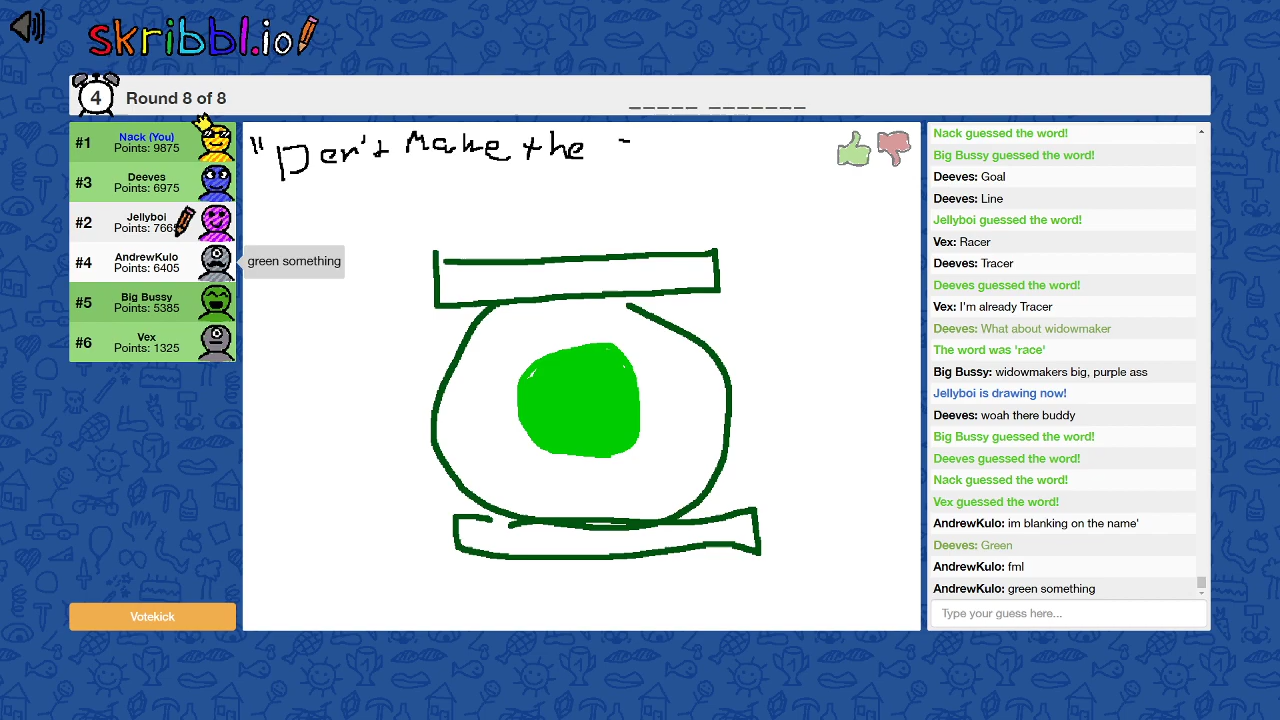 skribbl.io
4
Round 8 of 8
_____ ______
#1 Nack (You)
Points: 9875
#3 Deeves
Points: 6975
#2 Jellyboi
Points: 7665
#4 AndrewKulo
Points: 6405
green something
#5 Big Bussy
Points: 5385
#6 Vex
Points: 1325
Votekick
"Don't Make the -
Nack guessed the word!
Big Bussy guessed the word!
Deeves: Goal
Deeves: Line
Jellyboi guessed the word!
Vex: Racer
Deeves: Tracer
Deeves guessed the word!
Vex: I'm already Tracer
Deeves: What about widowmaker
The word was 'race'
Big Bussy: widowmakers big, purple ass
Jellyboi is drawing now!
Deeves: woah there buddy
Big Bussy guessed the word!
Deeves guessed the word!
Nack guessed the word!
Vex guessed the word!
AndrewKulo: im blanking on the name'
Deeves: Green
AndrewKulo: fml
AndrewKulo: green something
Type your guess here...